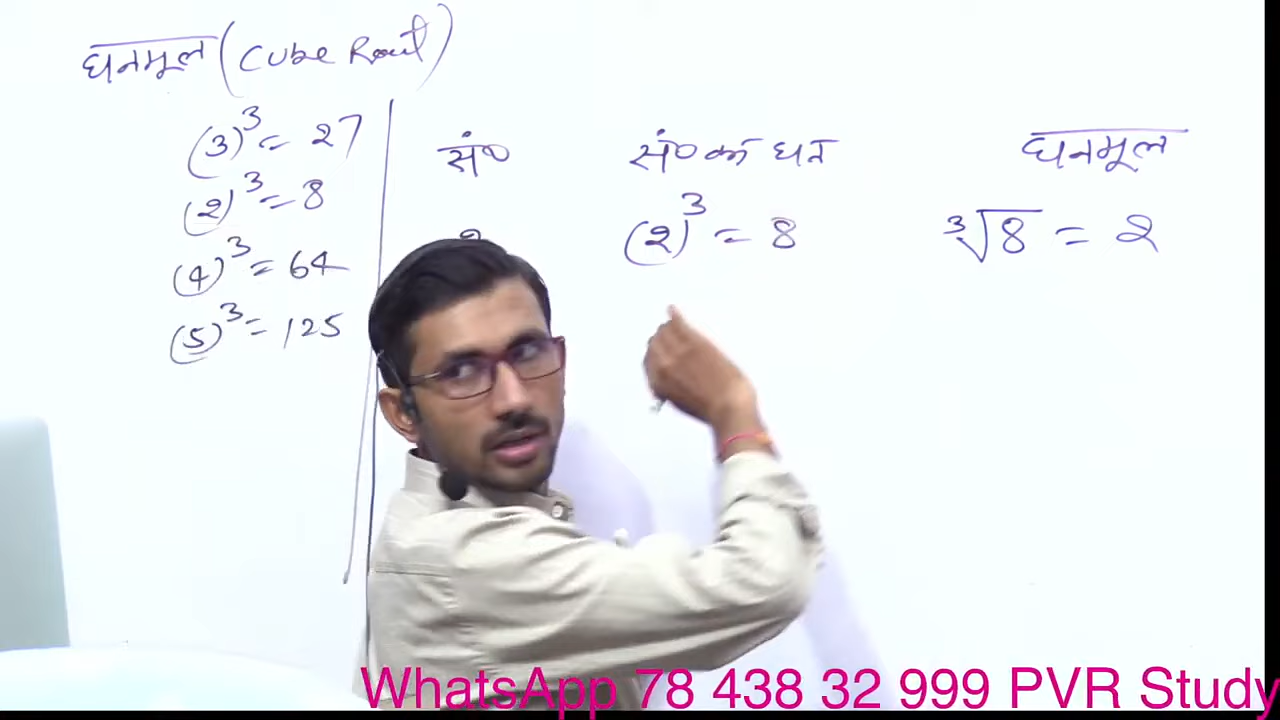 घनमूल (Cube Root)
(3)³ = 27
(2)³ = 8
(4)³ = 64
(5)³ = 125
सं० सं० का घन घनमूल
(2)³ = 8 ∛8 = 2
WhatsApp 78 438 32 999 PVR Study